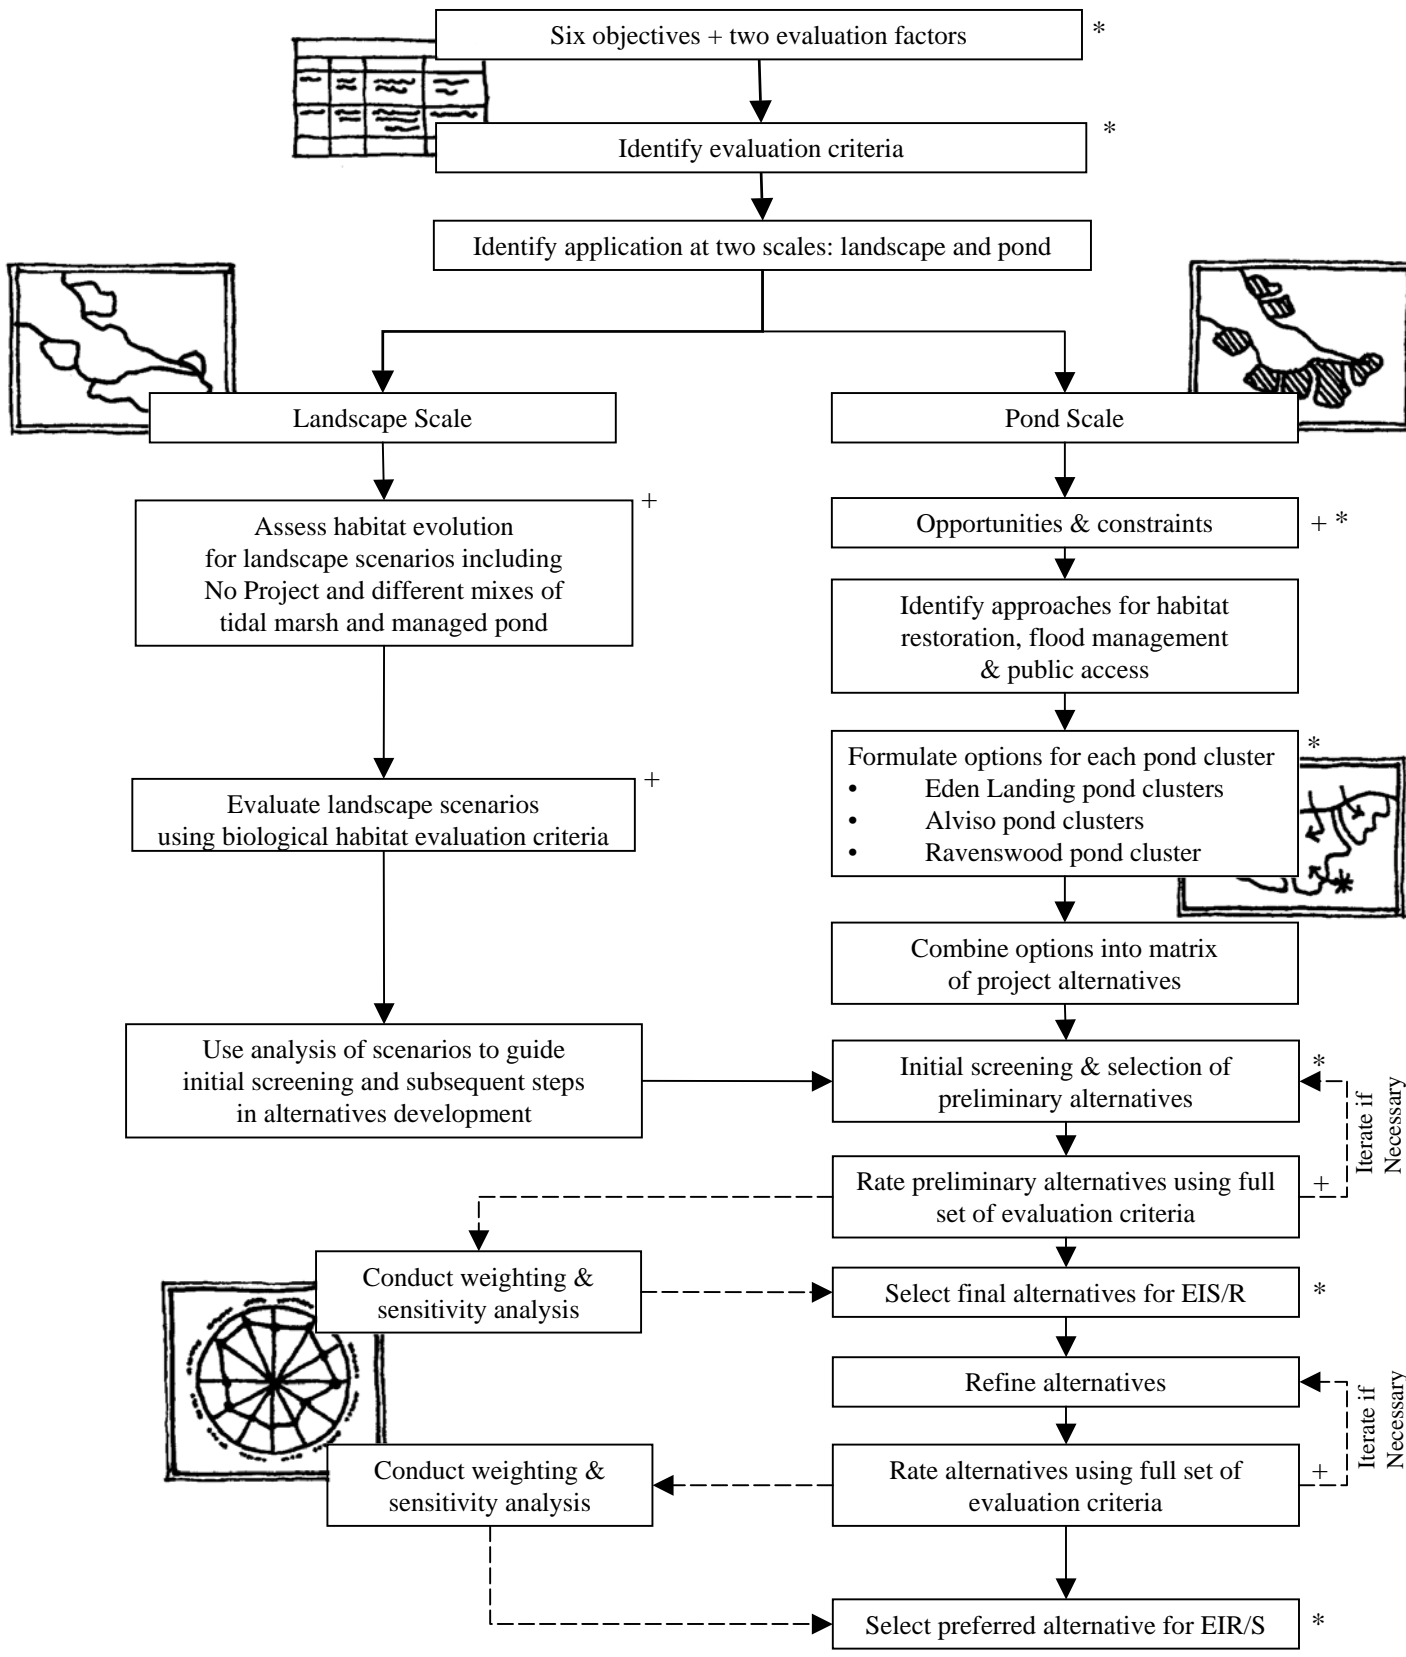 Six objectives + two evaluation factors
*
Identify evaluation criteria
*
Identify application at two scales: landscape and pond
Landscape Scale
Pond Scale
Assess habitat evolution
for landscape scenarios including
No Project and different mixes of
tidal marsh and managed pond
+
Opportunities & constraints
+ *
Identify approaches for habitat
restoration, flood management
& public access
Evaluate landscape scenarios
using biological habitat evaluation criteria
+
Formulate options for each pond cluster
• Eden Landing pond clusters
• Alviso pond clusters
• Ravenswood pond cluster
*
Combine options into matrix
of project alternatives
Use analysis of scenarios to guide
initial screening and subsequent steps
in alternatives development
Initial screening & selection of
preliminary alternatives
*
Iterate if
Necessary
Rate preliminary alternatives using full
set of evaluation criteria
+
Conduct weighting &
sensitivity analysis
Select final alternatives for EIS/R
*
Refine alternatives
Iterate if
Necessary
Conduct weighting &
sensitivity analysis
Rate alternatives using full set of
evaluation criteria
+
Select preferred alternative for EIR/S
*